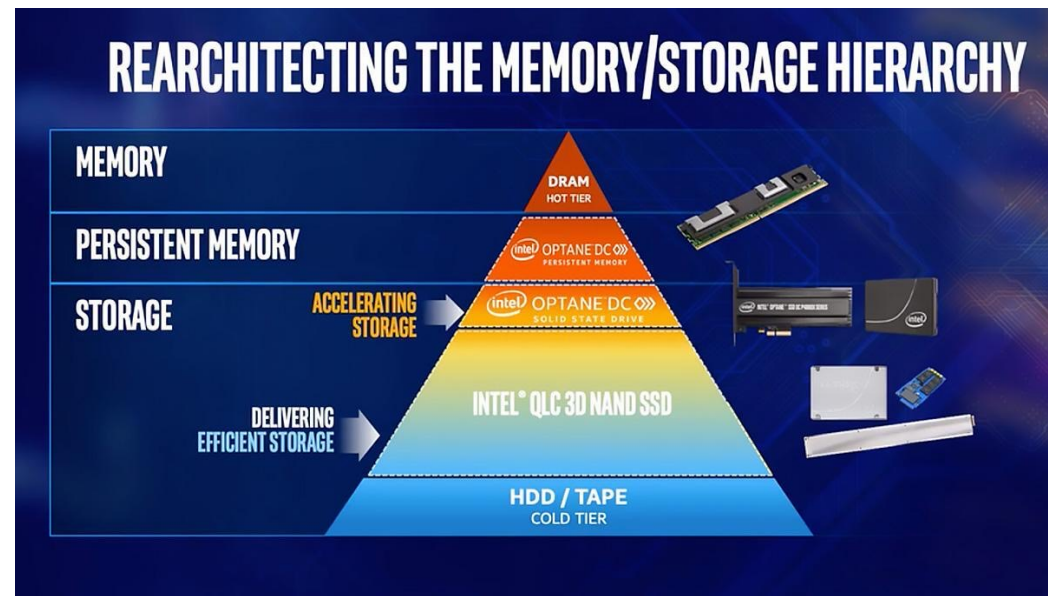 REARCHITECTING THE MEMORY/STORAGE HIERARCHY
MEMORY
DRAM
HOT TIER
PERSISTENT MEMORY
intel OPTANE DC
PERSISTENT MEMORY
STORAGE
ACCELERATING
STORAGE
intel OPTANE DC
SOLID STATE DRIVE
intel
INTEL® QLC 3D NAND SSD
DELIVERING
EFFICIENT STORAGE
HDD / TAPE
COLD TIER